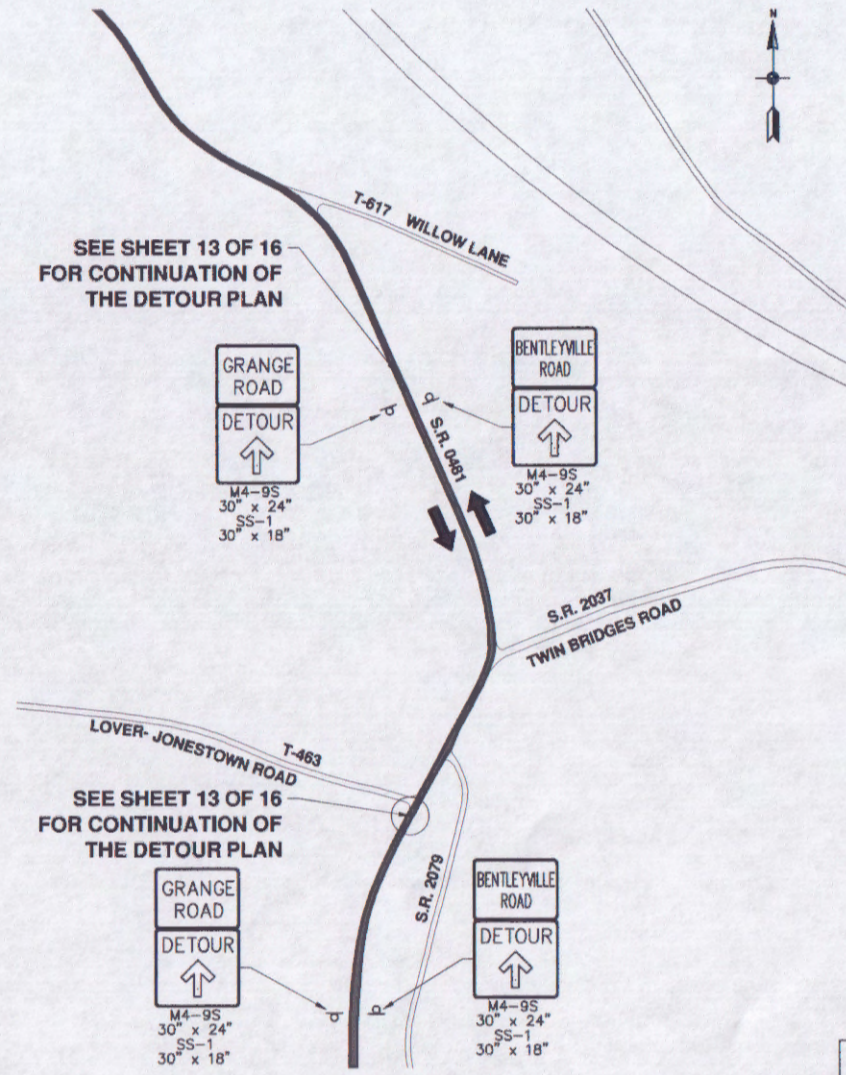 N
T-617 WILLOW LANE
SEE SHEET 13 OF 16
FOR CONTINUATION OF
THE DETOUR PLAN
GRANGE
ROAD
DETOUR
M4-9S
30" x 24"
SS-1
30" x 18"
BENTLEYVILLE
ROAD
DETOUR
M4-9S
30" x 24"
SS-1
30" x 18"
S.R. 0481
S.R. 2037
TWIN BRIDGES ROAD
T-463
LOVER- JONESTOWN ROAD
SEE SHEET 13 OF 16
FOR CONTINUATION OF
THE DETOUR PLAN
GRANGE
ROAD
DETOUR
M4-9S
30" x 24"
SS-1
30" x 18"
S.R. 2079
BENTLEYVILLE
ROAD
DETOUR
M4-9S
30" x 24"
SS-1
30" x 18"